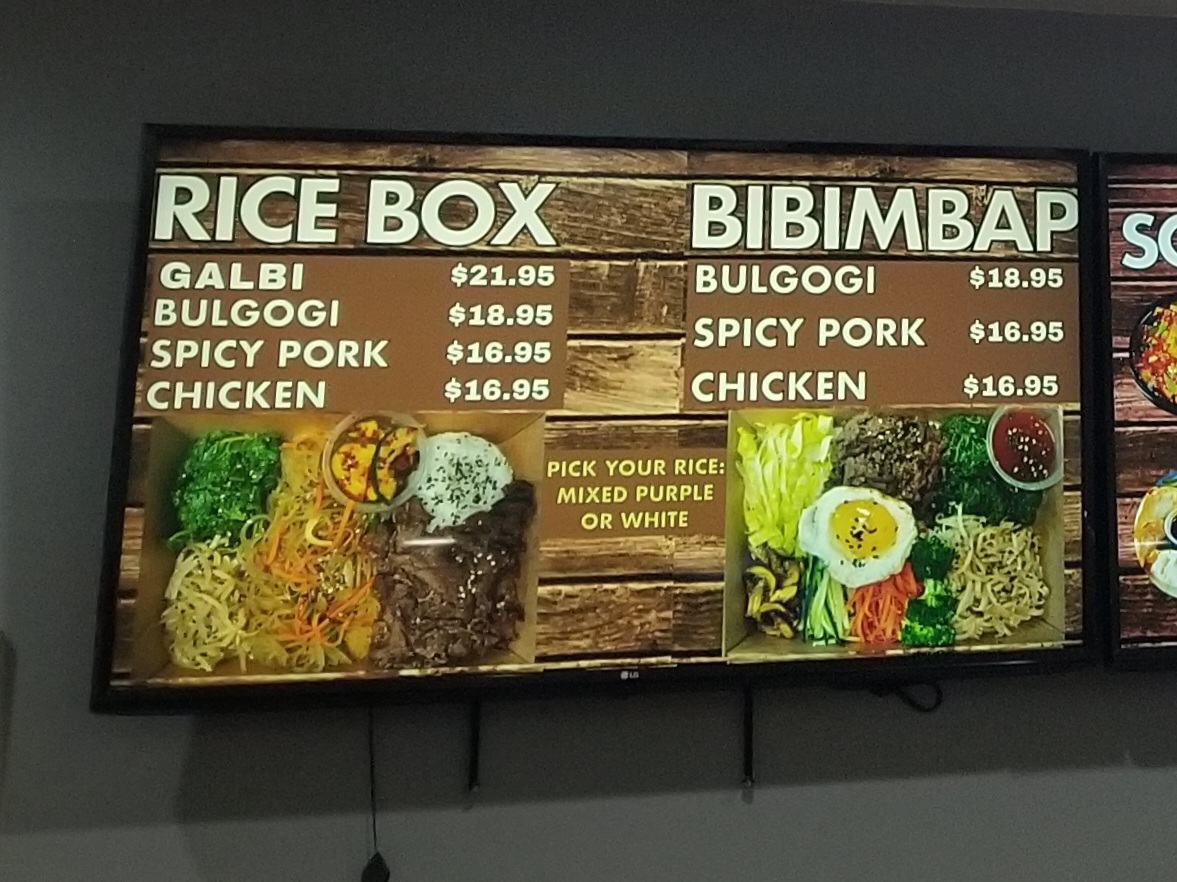 RICE BOX
GALBI $21.95
BULGOGI $18.95
SPICY PORK $16.95
CHICKEN $16.95
BIBIMBAP
BULGOGI $18.95
SPICY PORK $16.95
CHICKEN $16.95
PICK YOUR RICE:
MIXED PURPLE
OR WHITE
LG